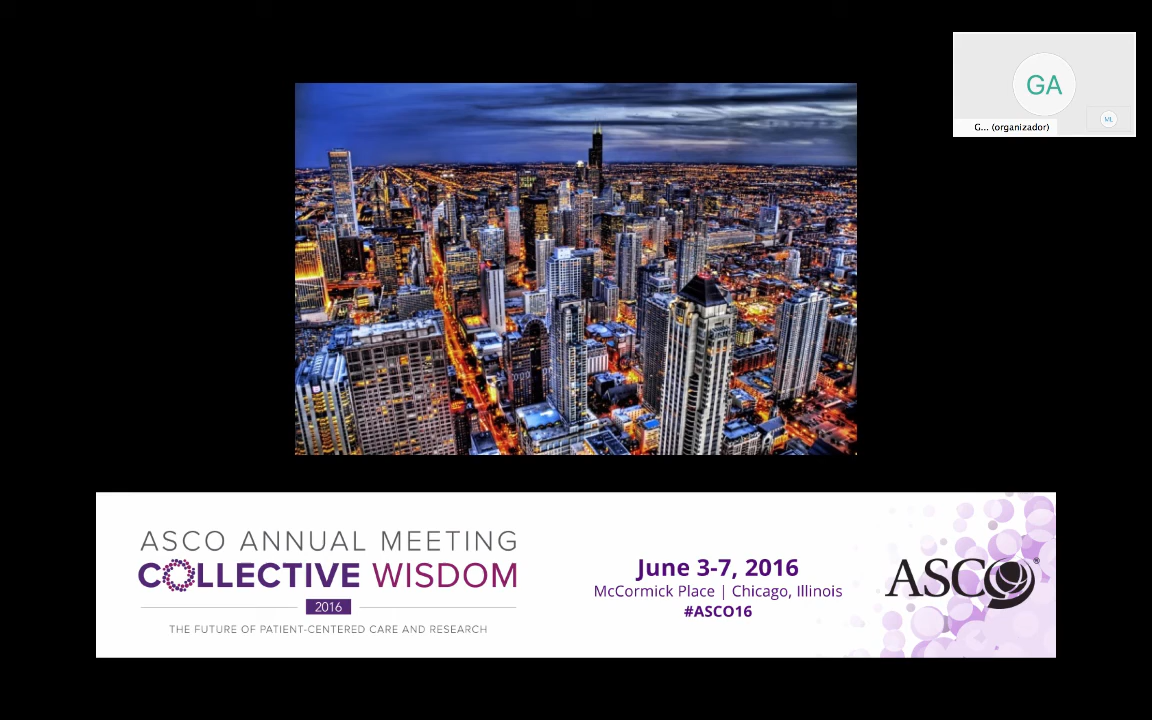 GA
G... (organizador)
ML
ASCO ANNUAL MEETING
COLLECTIVE WISDOM
2016
THE FUTURE OF PATIENT-CENTERED CARE AND RESEARCH
June 3-7, 2016
McCormick Place | Chicago, Illinois
#ASCO16
ASCO®